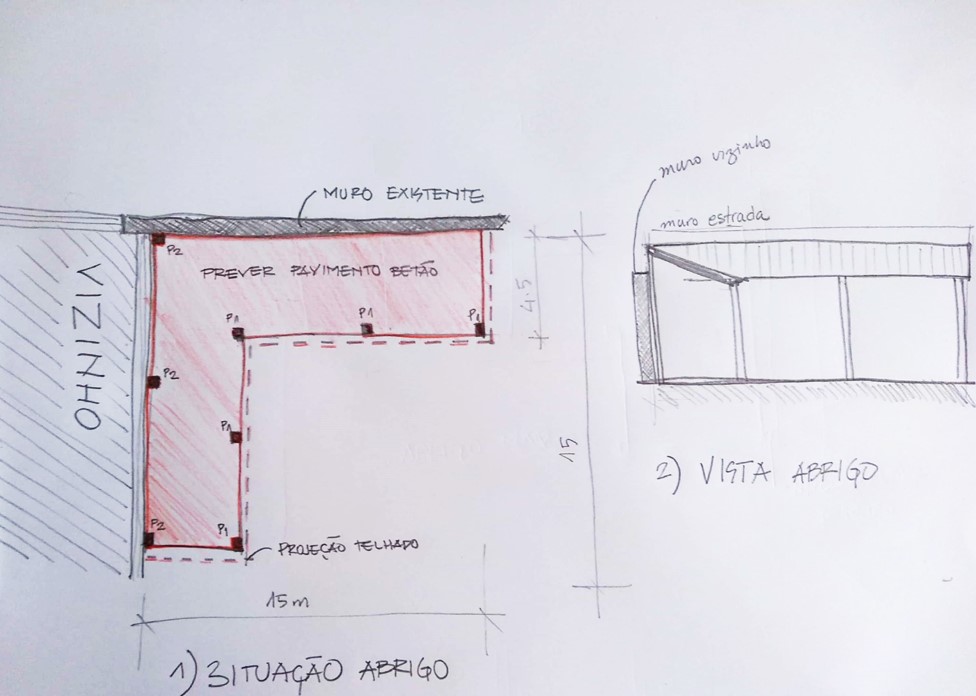 muro vizinho
MURO EXISTENTE
muro estrada
P2
PREVER PAVIMENTO BETÃO
VIZINHO
4.5
P1
P1
P1
P2
P1
15
2) VISTA ABRIGO
P2
P1
PROJEÇÃO TELHADO
15m
1) SITUAÇÃO ABRIGO